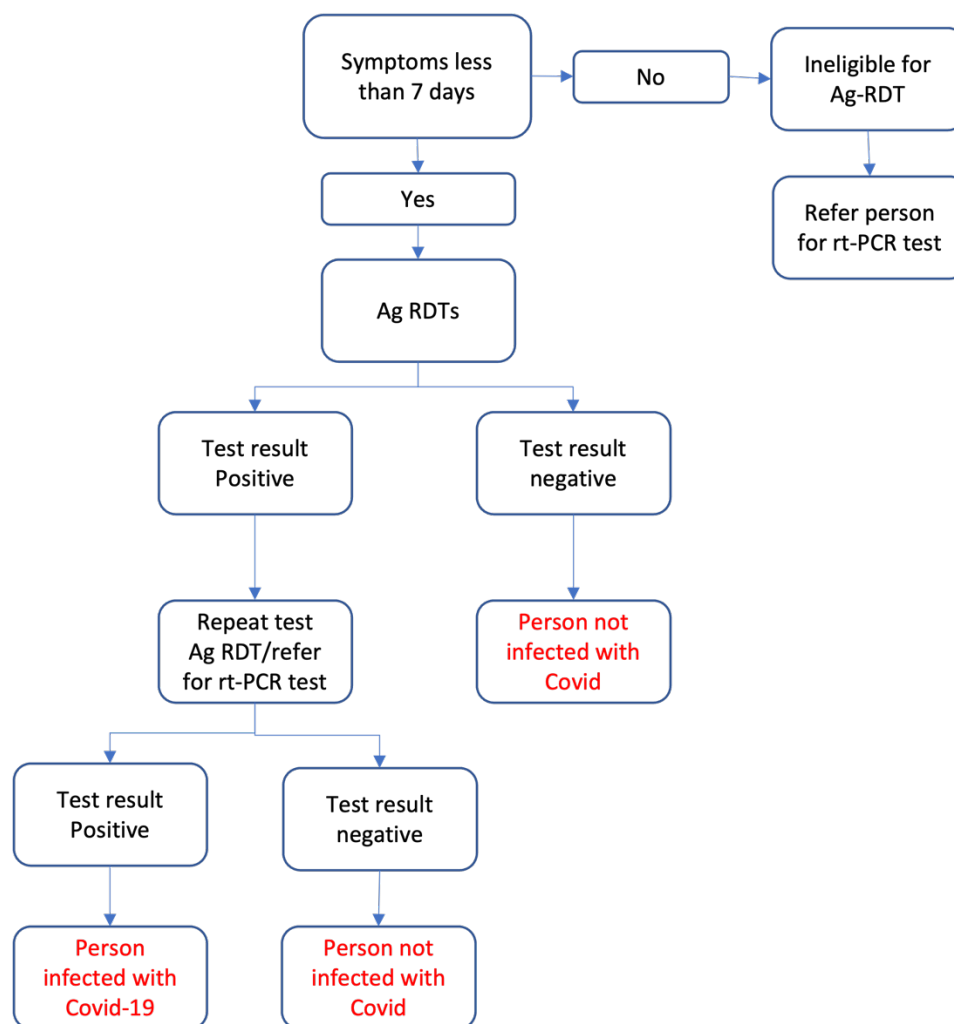 Symptoms less
than 7 days
No
Ineligible for
Ag-RDT
Yes
Refer person
for rt-PCR test
Ag RDTs
Test result
Positive
Test result
negative
Repeat test
Ag RDT/refer
for rt-PCR test
Person not
infected with
Covid
Test result
Positive
Test result
negative
Person
infected with
Covid-19
Person not
infected with
Covid